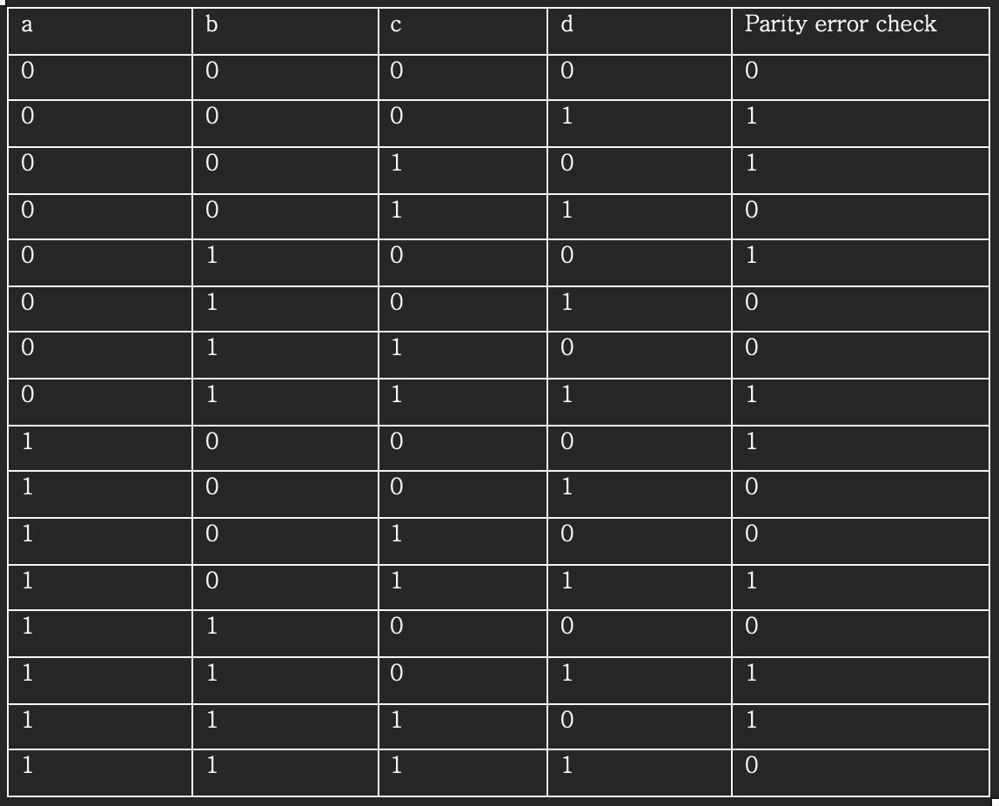 a b c d Parity error check
0 0 0 0 0
0 0 0 1 1
0 0 1 0 1
0 0 1 1 0
0 1 0 0 1
0 1 0 1 0
0 1 1 0 0
0 1 1 1 1
1 0 0 0 1
1 0 0 1 0
1 0 1 0 0
1 0 1 1 1
1 1 0 0 0
1 1 0 1 1
1 1 1 0 1
1 1 1 1 0